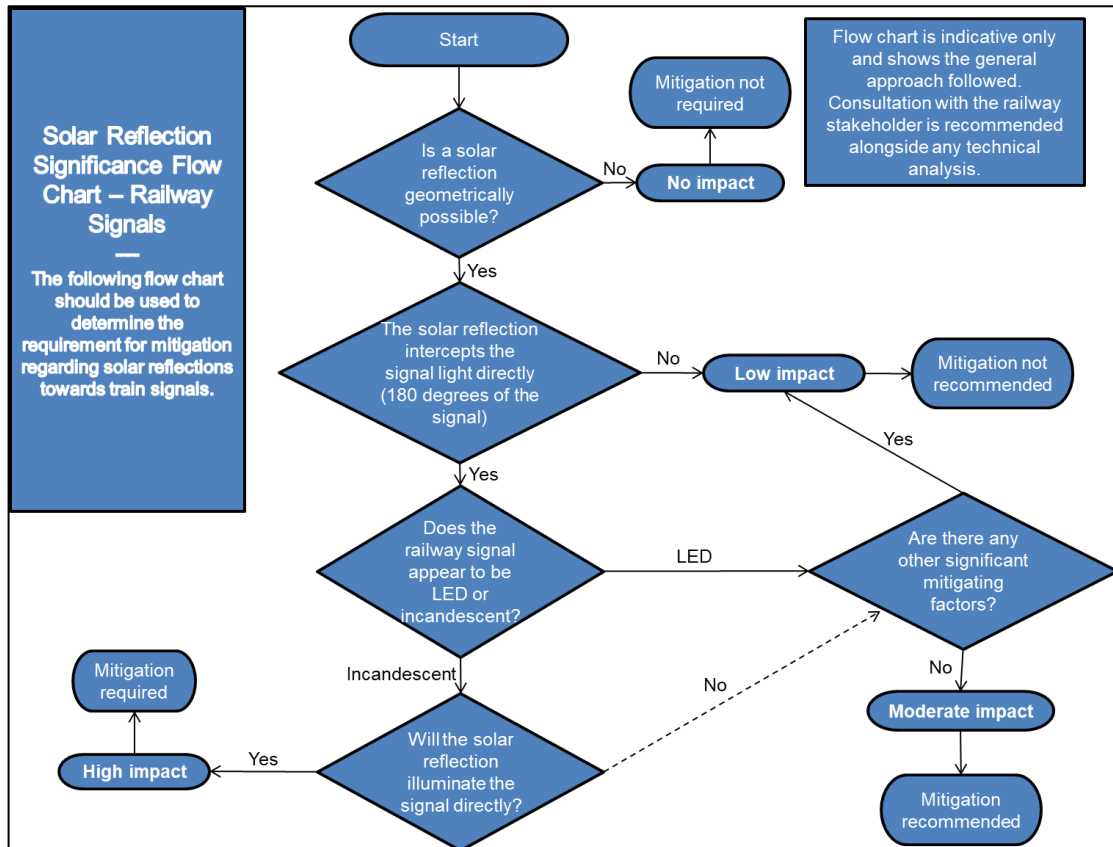 Solar Reflection
Significance Flow
Chart – Railway
Signals
----
The following flow chart
should be used to
determine the
requirement for mitigation
regarding solar reflections
towards train signals.
Start
Flow chart is indicative only
and shows the general
approach followed.
Consultation with the railway
stakeholder is recommended
alongside any technical
analysis.
Mitigation not
required
Is a solar
reflection
geometrically
possible?
No
No impact
Yes
The solar reflection
intercepts the
signal light directly
(180 degrees of the
signal)
No
Low impact
Mitigation not
recommended
Yes
Yes
Does the
railway signal
appear to be
LED or
incandescent?
LED
Are there any
other significant
mitigating
factors?
Incandescent
No
No
Mitigation
required
Moderate impact
Will the solar
reflection
illuminate the
signal directly?
Yes
High impact
Mitigation
recommended